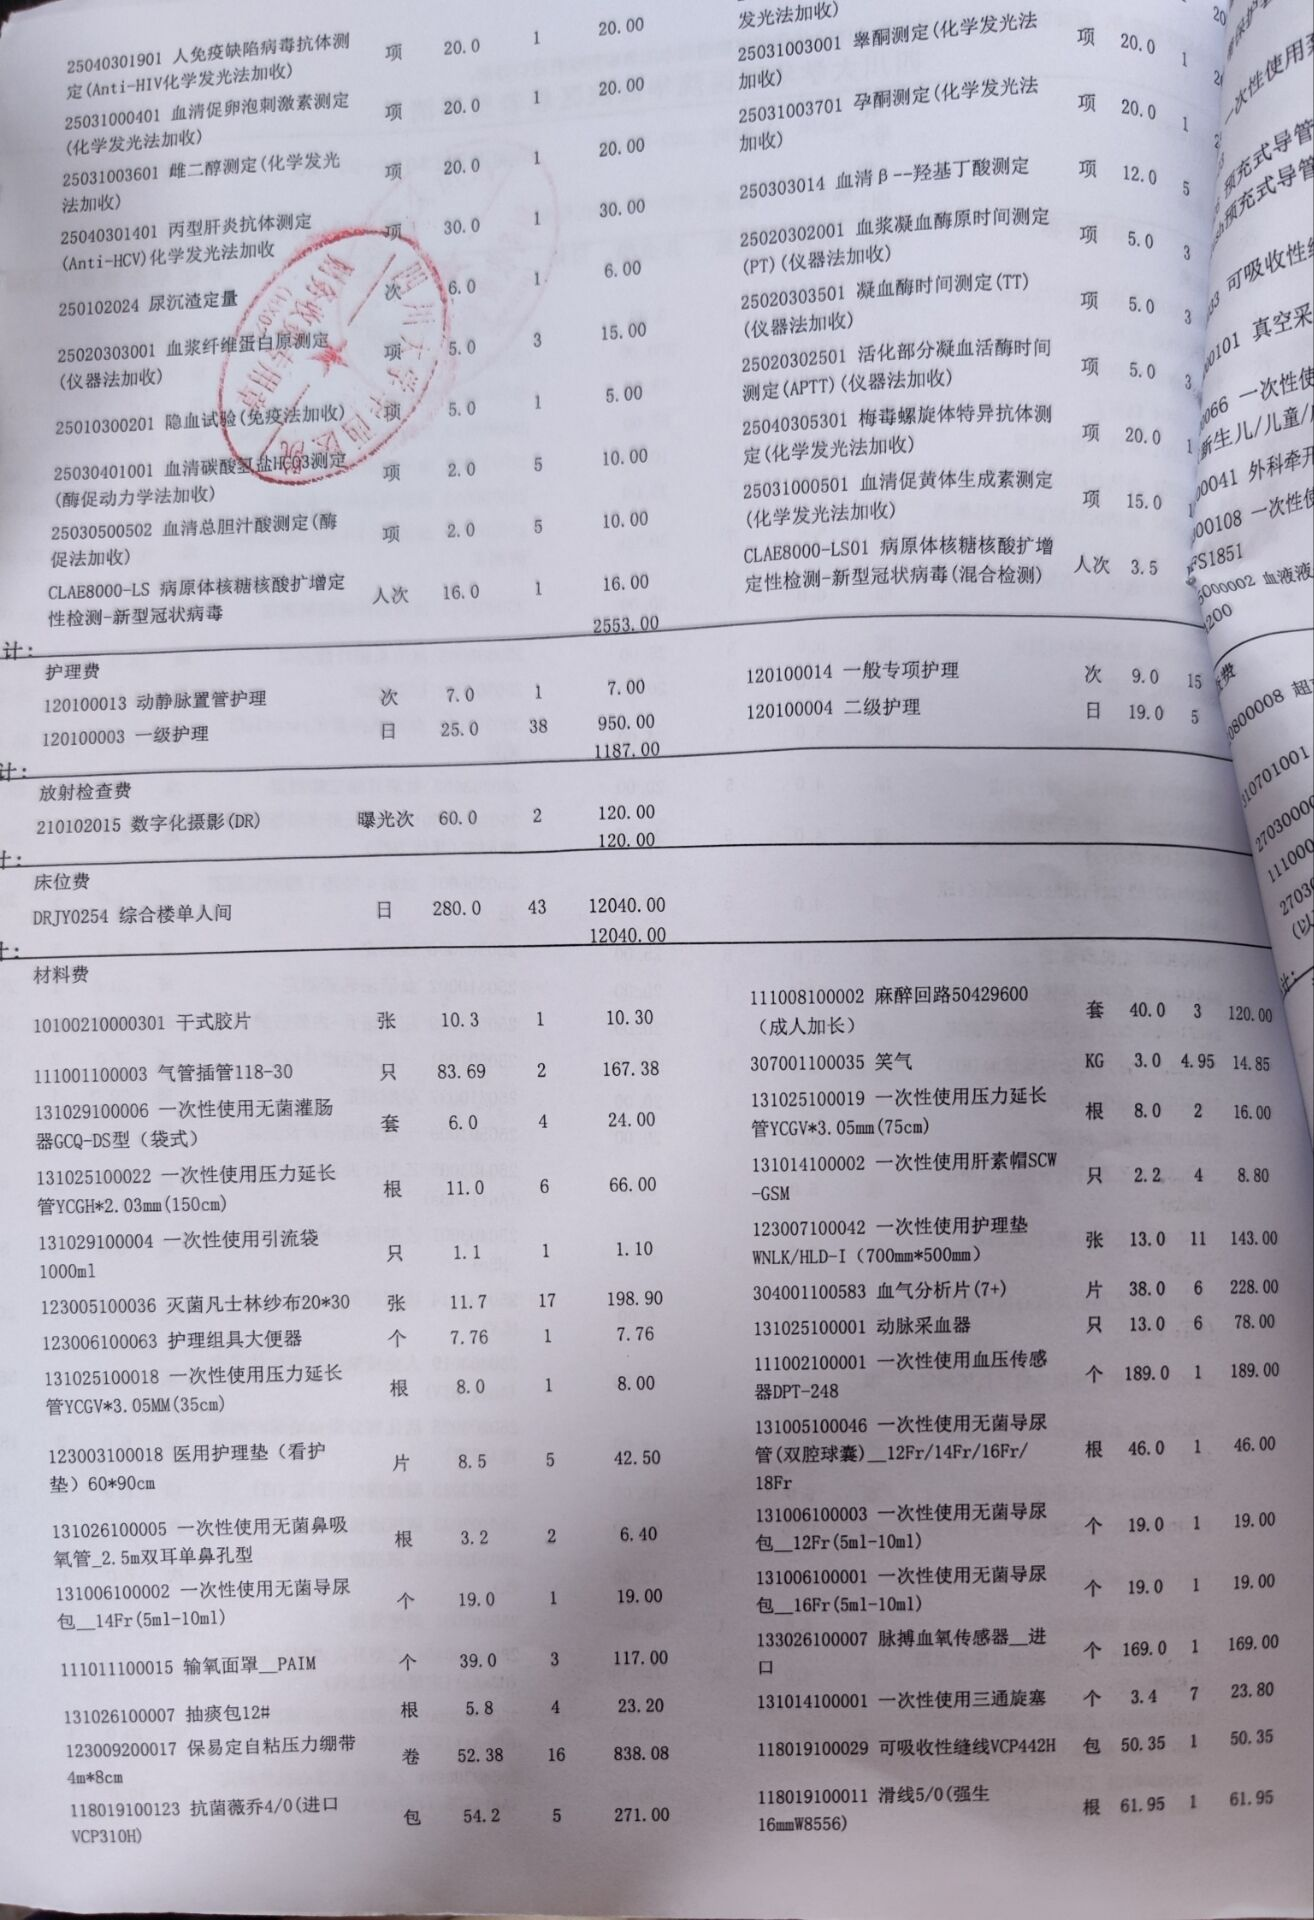 发光法加收)
25040301901 人免疫缺陷病毒抗体测 项 20.0 1 20.00
定(Anti-HIV化学发光法加收)
25031003001 睾酮测定(化学发光法 项 20.0 1
加收)
25031000401 血清促卵泡刺激素测定 项 20.0 1 20.00
(化学发光法加收)
25031003701 孕酮测定(化学发光法 项 20.0 1
加收)
25031003601 雌二醇测定(化学发光 项 20.0 1 20.00
法加收)
250303014 血清β--羟基丁酸测定 项 12.0 5
25040301401 丙型肝炎抗体测定 项 30.0 1 30.00
(Anti-HCV)化学发光法加收
25020302001 血浆凝血酶原时间测定 项 5.0 3
(PT)(仪器法加收)
250102024 尿沉渣定量 次 6.0 1 6.00
25020303501 凝血酶时间测定(TT) 项 5.0 3
(仪器法加收)
25020303001 血浆纤维蛋白原测定 项 5.0 3 15.00
(仪器法加收)
25020302501 活化部分凝血活酶时间 项 5.0 3
测定(APTT)(仪器法加收)
25010300201 隐血试验(免疫法加收) 项 5.0 1 5.00
25040305301 梅毒螺旋体特异抗体测 项 20.0 1
定(化学发光法加收)
25030401001 血清碳酸氢盐HCO3测定 项 2.0 5 10.00
(酶促动力学法加收)
25031000501 血清促黄体生成素测定 项 15.0
(化学发光法加收)
25030500502 血清总胆汁酸测定(酶 项 2.0 5 10.00
促法加收)
CLAE8000-LS01 病原体核糖核酸扩增 人次 3.5
定性检测-新型冠状病毒(混合检测)
CLAE8000-LS 病原体核糖核酸扩增定 人次 16.0 1 16.00
性检测-新型冠状病毒
计: 2553.00
护理费
120100013 动静脉置管护理 次 7.0 1 7.00
120100014 一般专项护理 次 9.0 15
120100003 一级护理 日 25.0 38 950.00
120100004 二级护理 日 19.0 5
计: 1187.00
放射检查费
210102015 数字化摄影(DR) 曝光次 60.0 2 120.00
计: 120.00
床位费
DRJY0254 综合楼单人间 日 280.0 43 12040.00
计: 12040.00
材料费
10100210000301 干式胶片 张 10.3 1 10.30
111008100002 麻醉回路50429600 套 40.0 3 120.00
（成人加长）
111001100003 气管插管118-30 只 83.69 2 167.38
307001100035 笑气 KG 3.0 4.95 14.85
131029100006 一次性使用无菌灌肠 套 6.0 4 24.00
器GCQ-DS型（袋式）
131025100019 一次性使用压力延长 根 8.0 2 16.00
管YCGV*3.05mm(75cm)
131025100022 一次性使用压力延长 根 11.0 6 66.00
管YCGH*2.03mm(150cm)
131014100002 一次性使用肝素帽SCW 只 2.2 4 8.80
-GSM
131029100004 一次性使用引流袋 只 1.1 1 1.10
1000ml
123007100042 一次性使用护理垫 张 13.0 11 143.00
WNLK/HLD-I（700mm*500mm）
123005100036 灭菌凡士林纱布20*30 张 11.7 17 198.90
304001100583 血气分析片(7+) 片 38.0 6 228.00
123006100063 护理组具大便器 个 7.76 1 7.76
131025100001 动脉采血器 只 13.0 6 78.00
131025100018 一次性使用压力延长 根 8.0 1 8.00
管YCGV*3.05MM(35cm)
111002100001 一次性使用血压传感 个 189.0 1 189.00
器DPT-248
123003100018 医用护理垫（看护 片 8.5 5 42.50
垫）60*90cm
131005100046 一次性使用无菌导尿 根 46.0 1 46.00
管(双腔球囊)__12Fr/14Fr/16Fr/
18Fr
131026100005 一次性使用无菌鼻吸 根 3.2 2 6.40
氧管_2.5m双耳单鼻孔型
131006100003 一次性使用无菌导尿 个 19.0 1 19.00
包__12Fr(5ml-10ml)
131006100002 一次性使用无菌导尿 个 19.0 1 19.00
包__14Fr(5ml-10ml)
131006100001 一次性使用无菌导尿 个 19.0 1 19.00
包__16Fr(5ml-10ml)
111011100015 输氧面罩__PAIM 个 39.0 3 117.00
133026100007 脉搏血氧传感器__进 个 169.0 1 169.00
口
131026100007 抽痰包12# 根 5.8 4 23.20
131014100001 一次性使用三通旋塞 个 3.4 7 23.80
123009200017 保易定自粘压力绷带 卷 52.38 16 838.08
4m*8cm
118019100029 可吸收性缝线VCP442H 包 50.35 1 50.35
118019100123 抗菌薇乔4/0(进口 包 54.2 5 271.00
VCP310H)
118019100011 滑线5/0(强生 根 61.95 1 61.95
16mmW8556)
一次性使用
预充式导管
预充式导管
可吸收性缝
00101 真空采
0066 一次性使
新生儿/儿童/
00041 外科牵开
00108 一次性使
FS1851
5000002 血液液
A200
310701001
2703000
111000